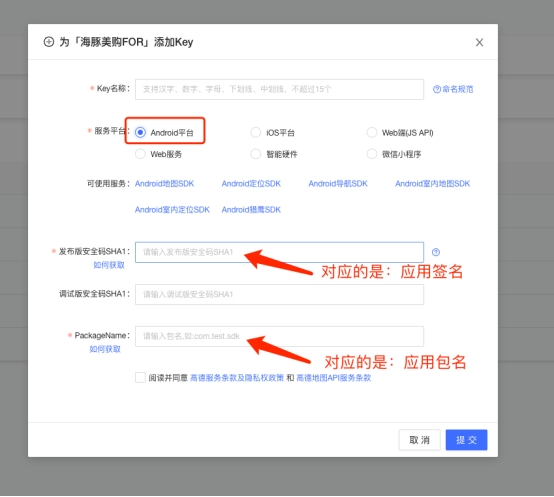 为「海豚美购FOR」添加Key
* Key名称： 支持汉字、数字、字母、下划线、中划线、不超过15个 命名规范
* 服务平台： Android平台 iOS平台 Web端(JS API)
Web服务 智能硬件 微信小程序
可使用服务： Android地图SDK Android定位SDK Android导航SDK Android室内地图SDK
Android室内定位SDK Android猎鹰SDK
* 发布版安全码SHA1： 请输入发布版安全码SHA1
如何获取
对应的是：应用签名
调试版安全码SHA1： 请输入调试版安全码SHA1
* PackageName： 请输入包名,如:com.test.sdk
如何获取
对应的是：应用包名
阅读并同意 高德服务条款及隐私权政策 和 高德地图API服务条款
取消 提交